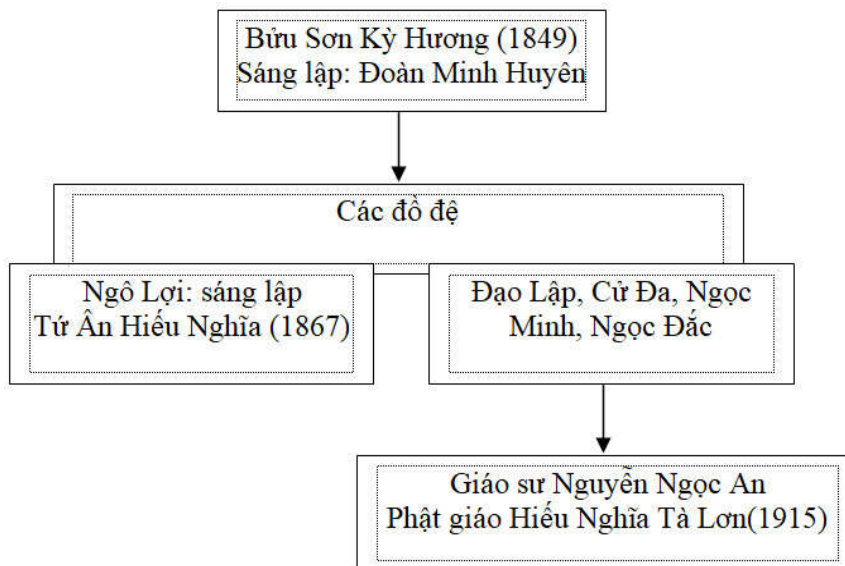 Bửu Sơn Kỳ Hương (1849)
Sáng lập: Đoàn Minh Huyên
Các đồ đệ
Ngô Lợi: sáng lập
Tứ Ân Hiếu Nghĩa (1867)
Đạo Lập, Cử Đa, Ngọc
Minh, Ngọc Đắc
Giáo sư Nguyễn Ngọc An
Phật giáo Hiếu Nghĩa Tà Lơn(1915)